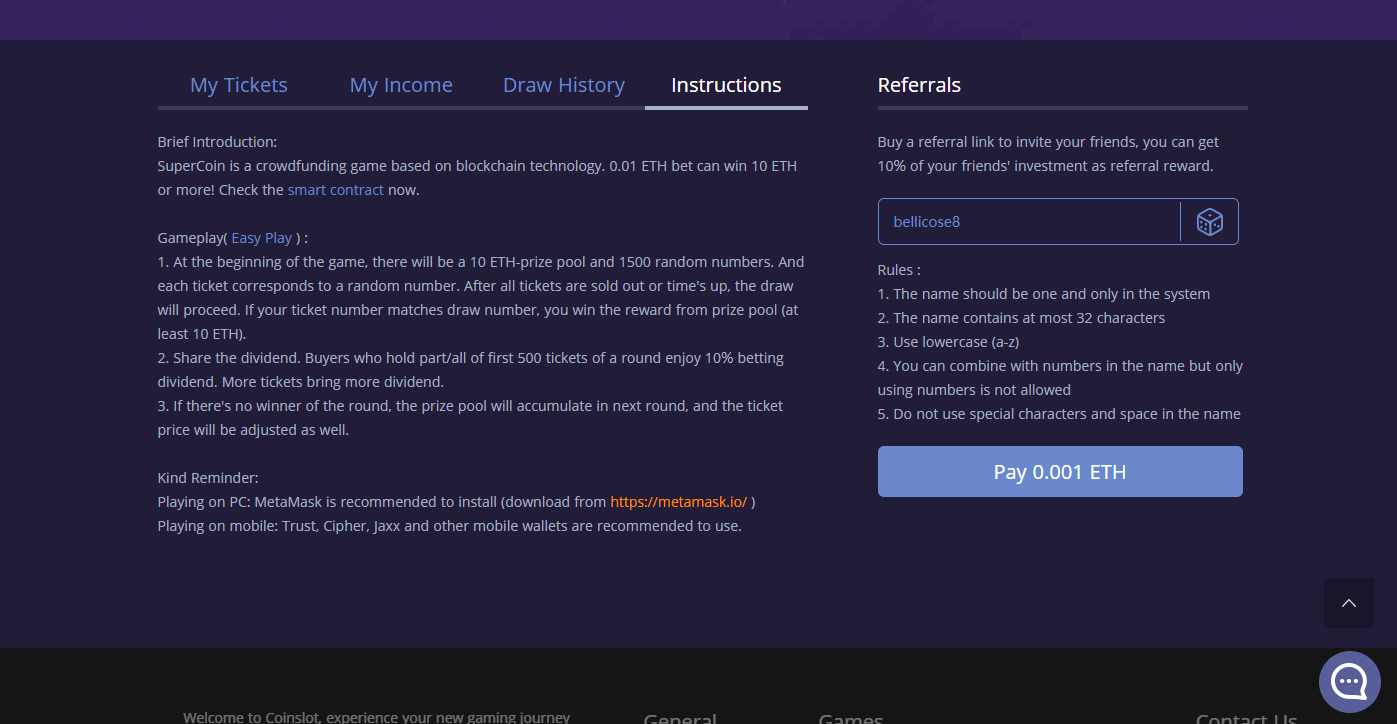 My Tickets
My Income
Draw History
Instructions
Brief Introduction:
SuperCoin is a crowdfunding game based on blockchain technology. 0.01 ETH bet can win 10 ETH
or more! Check the smart contract now.
Gameplay( Easy Play ) :
1. At the beginning of the game, there will be a 10 ETH-prize pool and 1500 random numbers. And
each ticket corresponds to a random number. After all tickets are sold out or time's up, the draw
will proceed. If your ticket number matches draw number, you win the reward from prize pool (at
least 10 ETH).
2. Share the dividend. Buyers who hold part/all of first 500 tickets of a round enjoy 10% betting
dividend. More tickets bring more dividend.
3. If there's no winner of the round, the prize pool will accumulate in next round, and the ticket
price will be adjusted as well.
Kind Reminder:
Playing on PC: MetaMask is recommended to install (download from https://metamask.io/ )
Playing on mobile: Trust, Cipher, Jaxx and other mobile wallets are recommended to use.
Referrals
Buy a referral link to invite your friends, you can get
10% of your friends' investment as referral reward.
bellicose8
Rules :
1. The name should be one and only in the system
2. The name contains at most 32 characters
3. Use lowercase (a-z)
4. You can combine with numbers in the name but only
using numbers is not allowed
5. Do not use special characters and space in the name
Pay 0.001 ETH
Welcome to Coinslot, experience your new gaming journey
General
Games
Contact Us